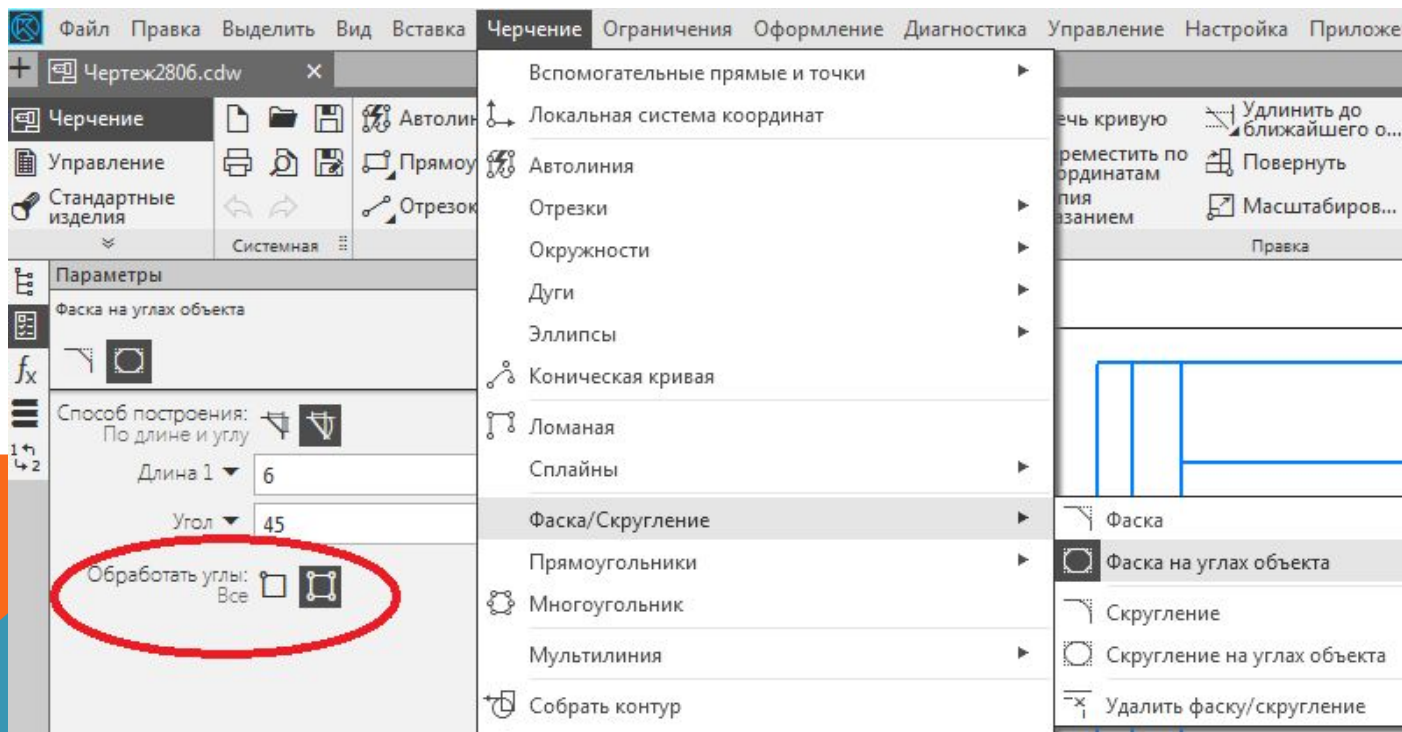 Файл Правка Выделить Вид Вставка Черчение Ограничения Оформление Диагностика Управление Настройка Приложе
Чертеж2806.cdw
Черчение
Управление
Стандартные
изделия
Системная
Автолин
Прямоу
Отрезок
Вспомогательные прямые и точки
Локальная система координат
Автолиния
Отрезки
Окружности
Дуги
Эллипсы
Коническая кривая
Ломаная
Сплайны
Фаска/Скругление
Прямоугольники
Многоугольник
Мультилиния
Собрать контур
ечь кривую
реместить по
ординатам
пия
азанием
Удлинить до
ближайшего о...
Повернуть
Масштабиров...
Правка
Параметры
Фаска на углах объекта
Способ построения:
По длине и углу
Длина 1 6
Угол 45
Обработать углы:
Все
Фаска
Фаска на углах объекта
Скругление
Скругление на углах объекта
Удалить фаску/скругление